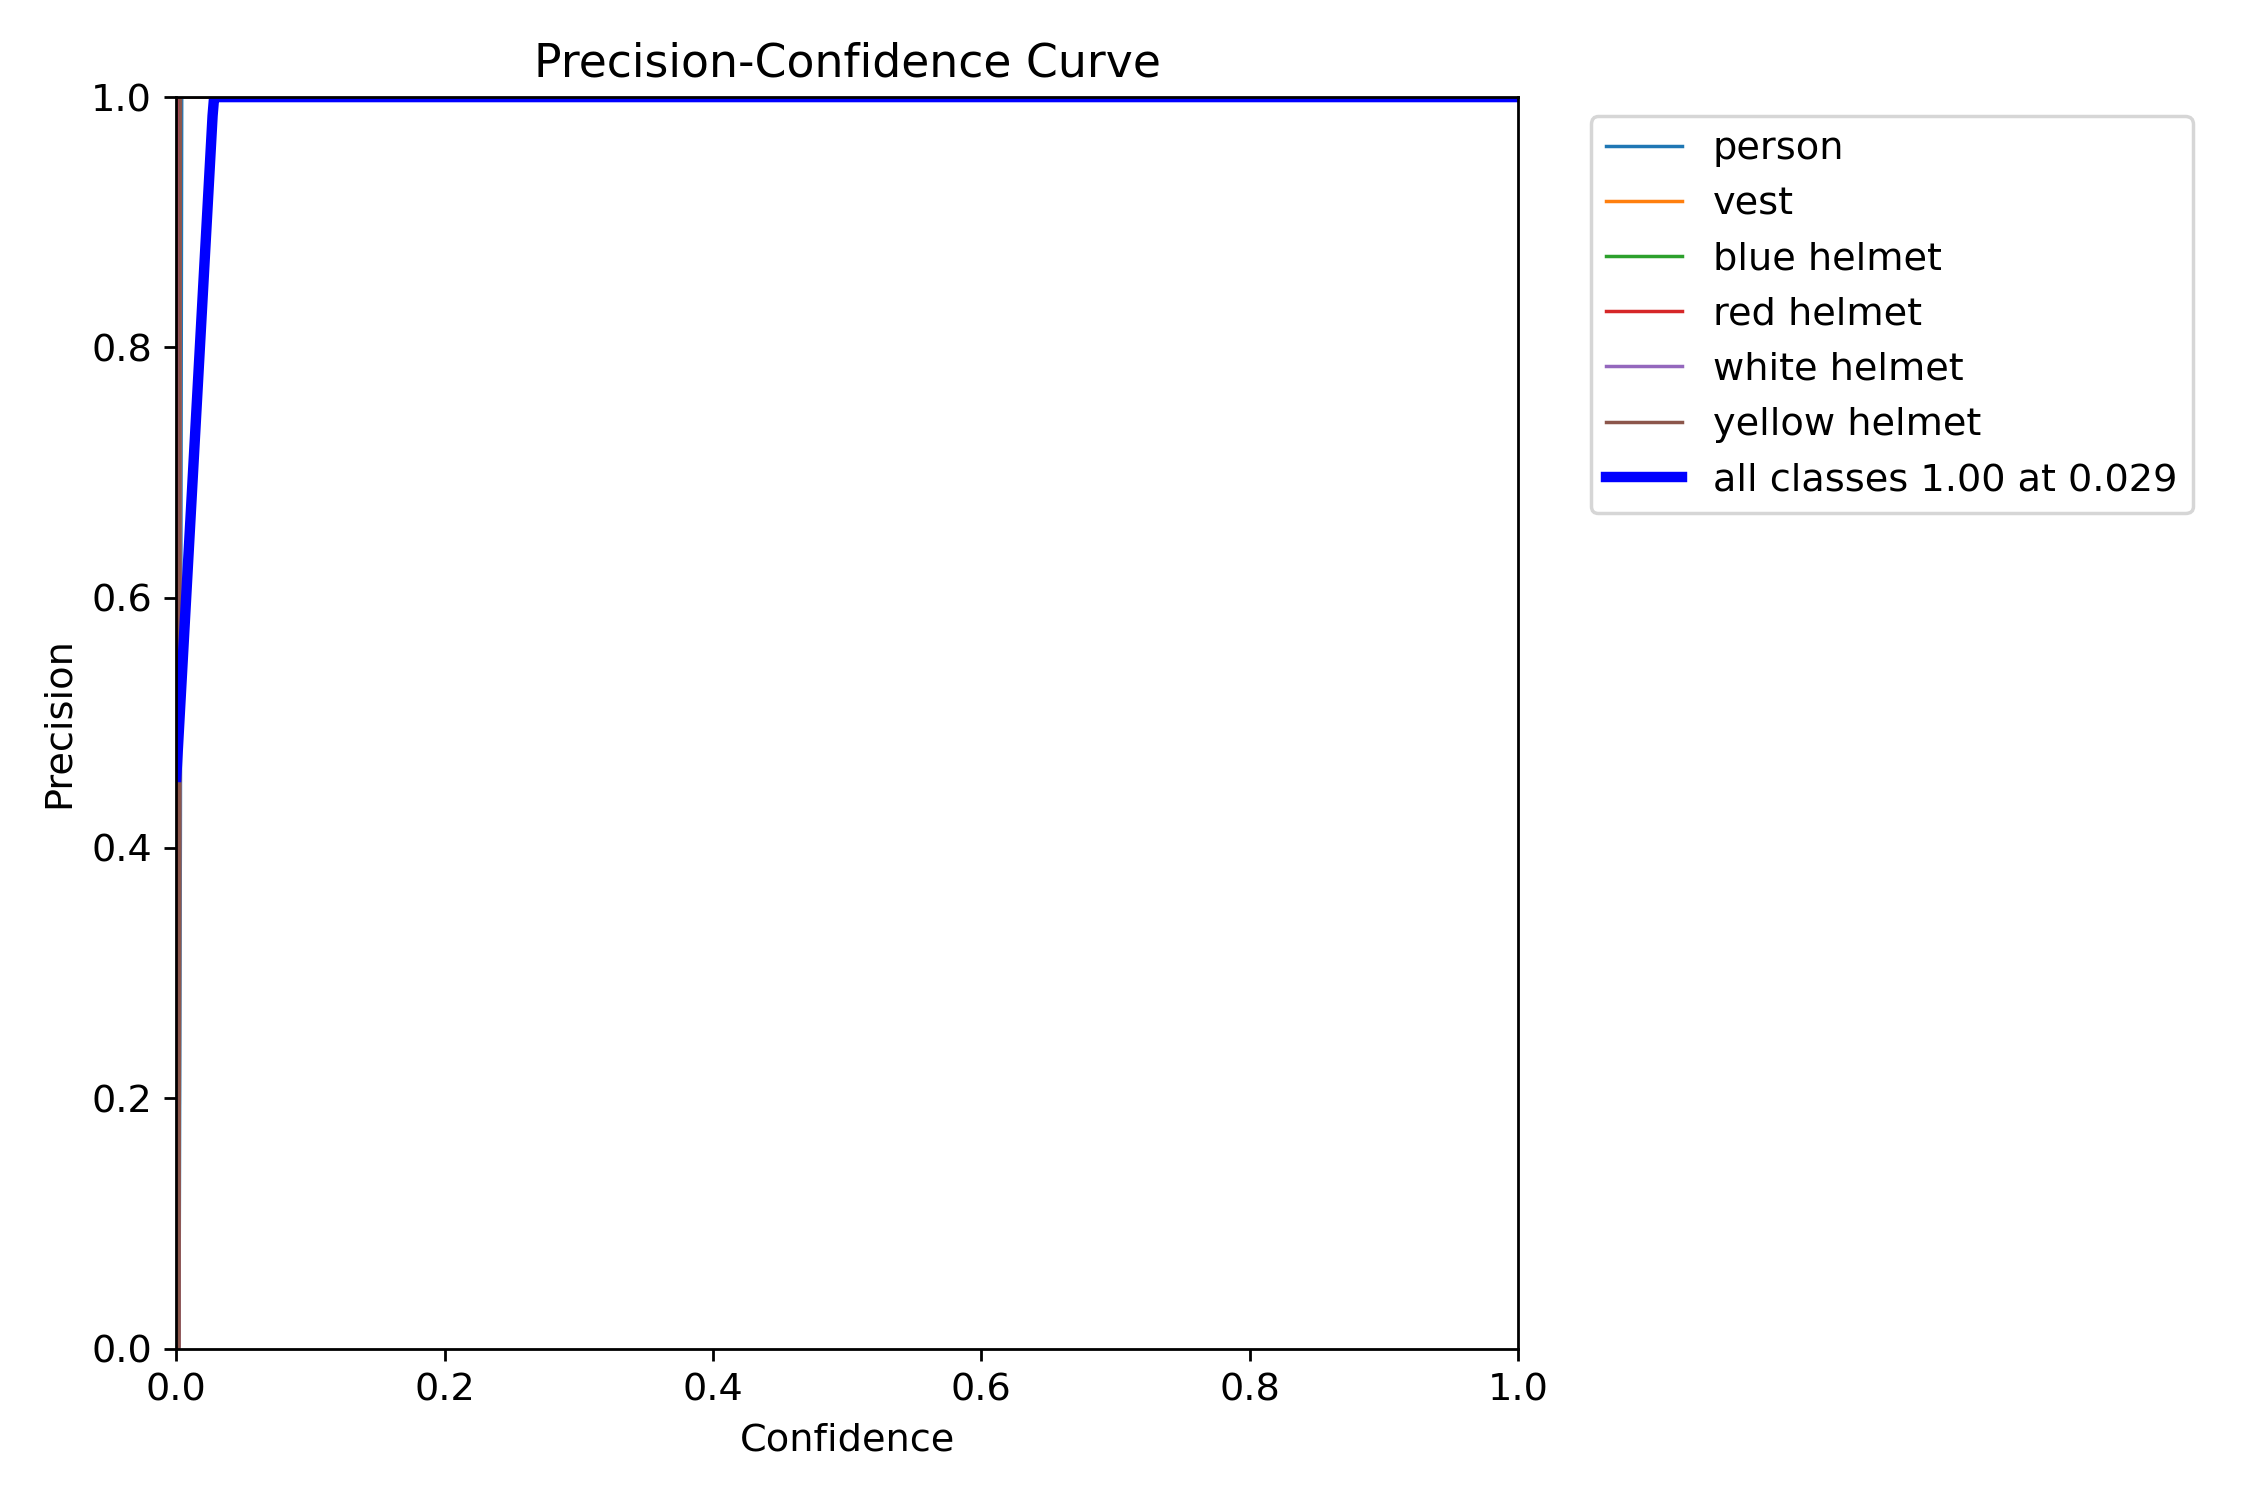 Precision-Confidence Curve
1.0
0.8
0.6
0.4
0.2
0.0
Precision
0.0 0.2 0.4 0.6 0.8 1.0
Confidence
person
vest
blue helmet
red helmet
white helmet
yellow helmet
all classes 1.00 at 0.029